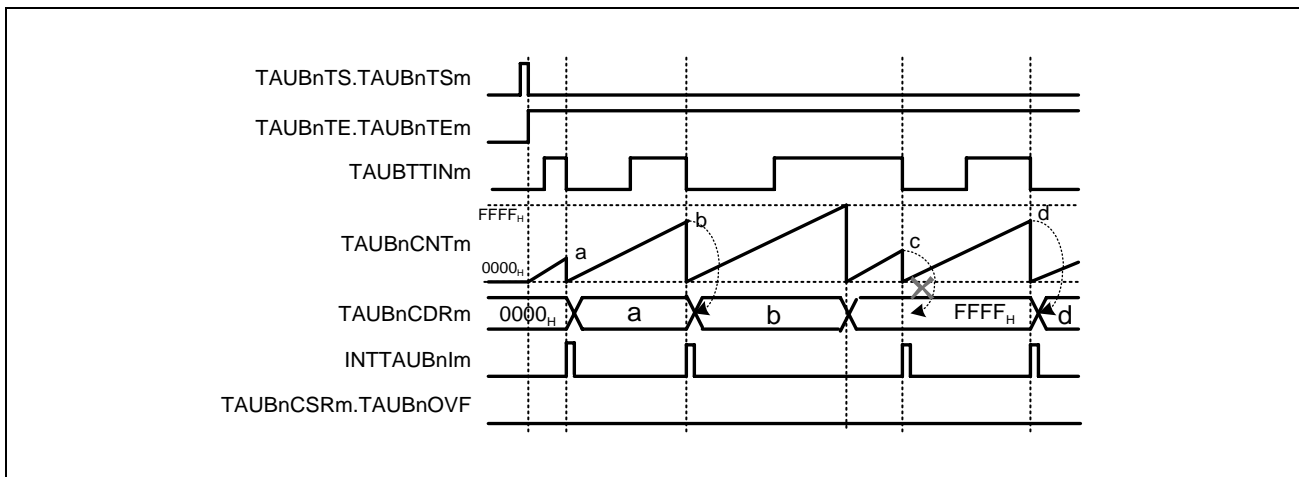 TAUBnTS.TAUBnTSm
TAUBnTE.TAUBnTEm
TAUBTTINm
FFFFH
TAUBnCNTm
0000H
a
b
c
d
TAUBnCDRm
0000H
a
b
FFFFH
d
INTTAUBnIm
TAUBnCSRm.TAUBnOVF